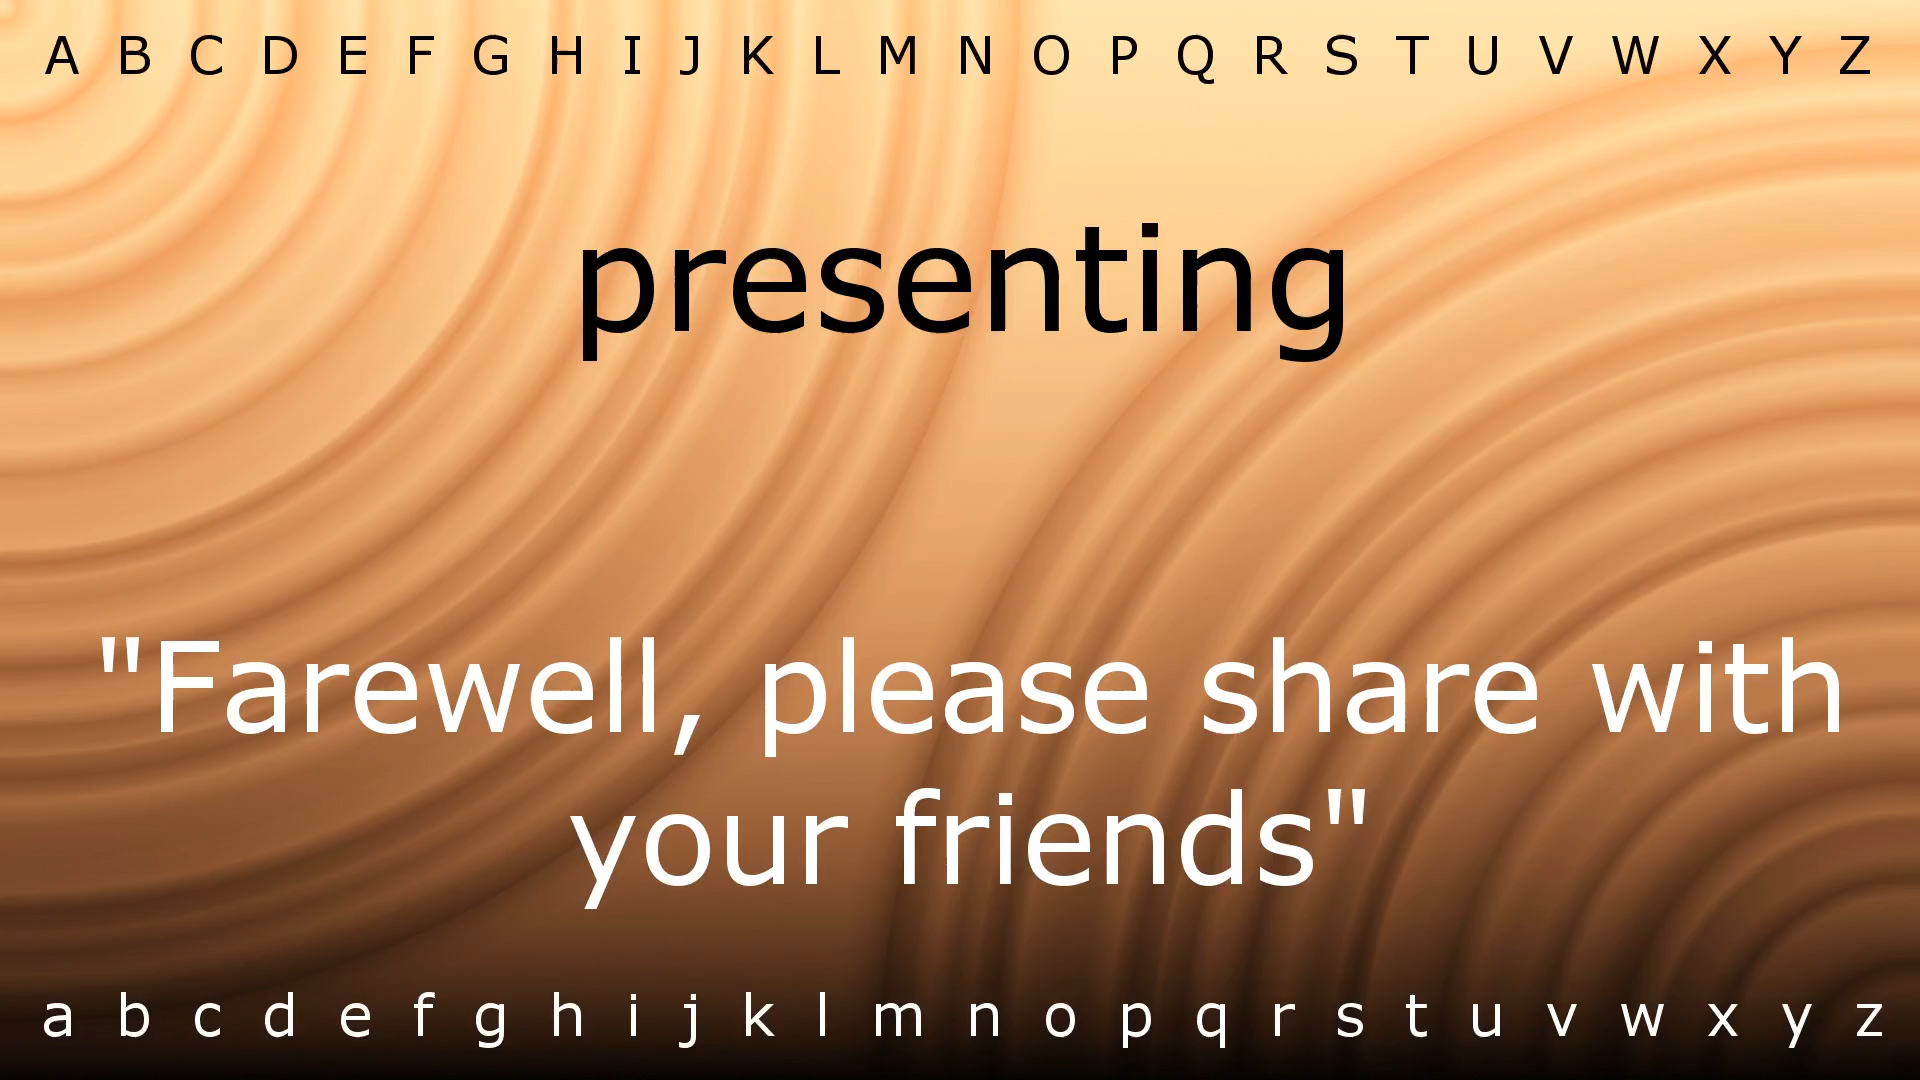 A B C D E F G H I J K L M N O P Q R S T U V W X Y Z
presenting
"Farewell, please share with
your friends"
a b c d e f g h i j k l m n o p q r s t u v w x y z